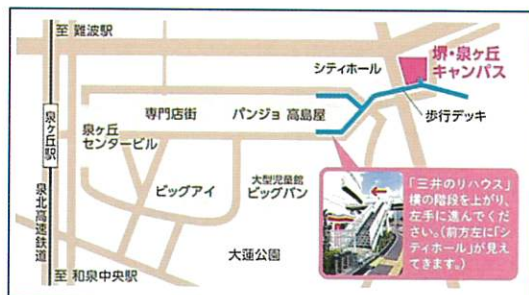 至 難波駅
シティホール
堺・泉ヶ丘
キャンパス
専門店街
パンジョ 高島屋
歩行デッキ
泉ヶ丘駅
泉ヶ丘
センタービル
ビッグアイ
大型児童館
ビッグバン
「三井のリハウス」
横の階段を上がり、
左手に進んでくだ
さい。(前方左に「シ
ティホール」が見え
てきます。)
泉北高速鉄道
大蓮公園
至 和泉中央駅